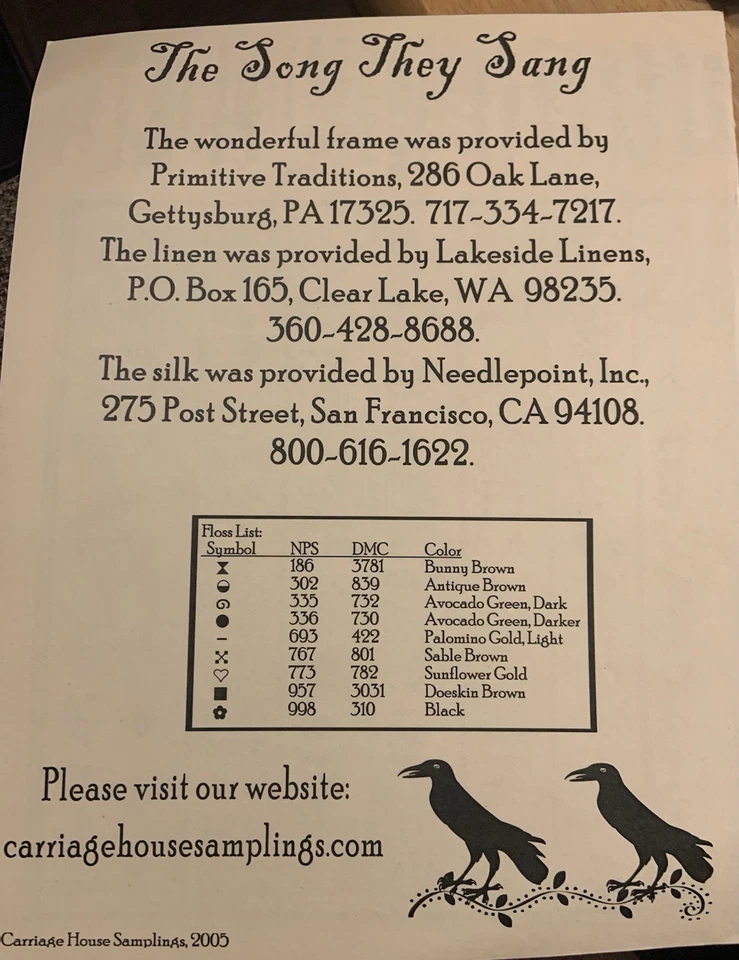 The Song They Sang
The wonderful frame was provided by
Primitive Traditions, 286 Oak Lane,
Gettysburg, PA 17325. 717-334-7217.
The linen was provided by Lakeside Linens,
P.O. Box 165, Clear Lake, WA 98235.
360-428-8688.
The silk was provided by Needlepoint, Inc.,
275 Post Street, San Francisco, CA 94108.
800-616-1622.
Floss List:
Symbol NPS DMC Color
186 3781 Bunny Brown
302 839 Antique Brown
335 732 Avocado Green, Dark
336 730 Avocado Green, Darker
693 422 Palomino Gold, Light
767 801 Sable Brown
773 782 Sunflower Gold
957 3031 Doeskin Brown
998 310 Black
Please visit our website:
carriagehousesamplings.com
Carriage House Samplings, 2005